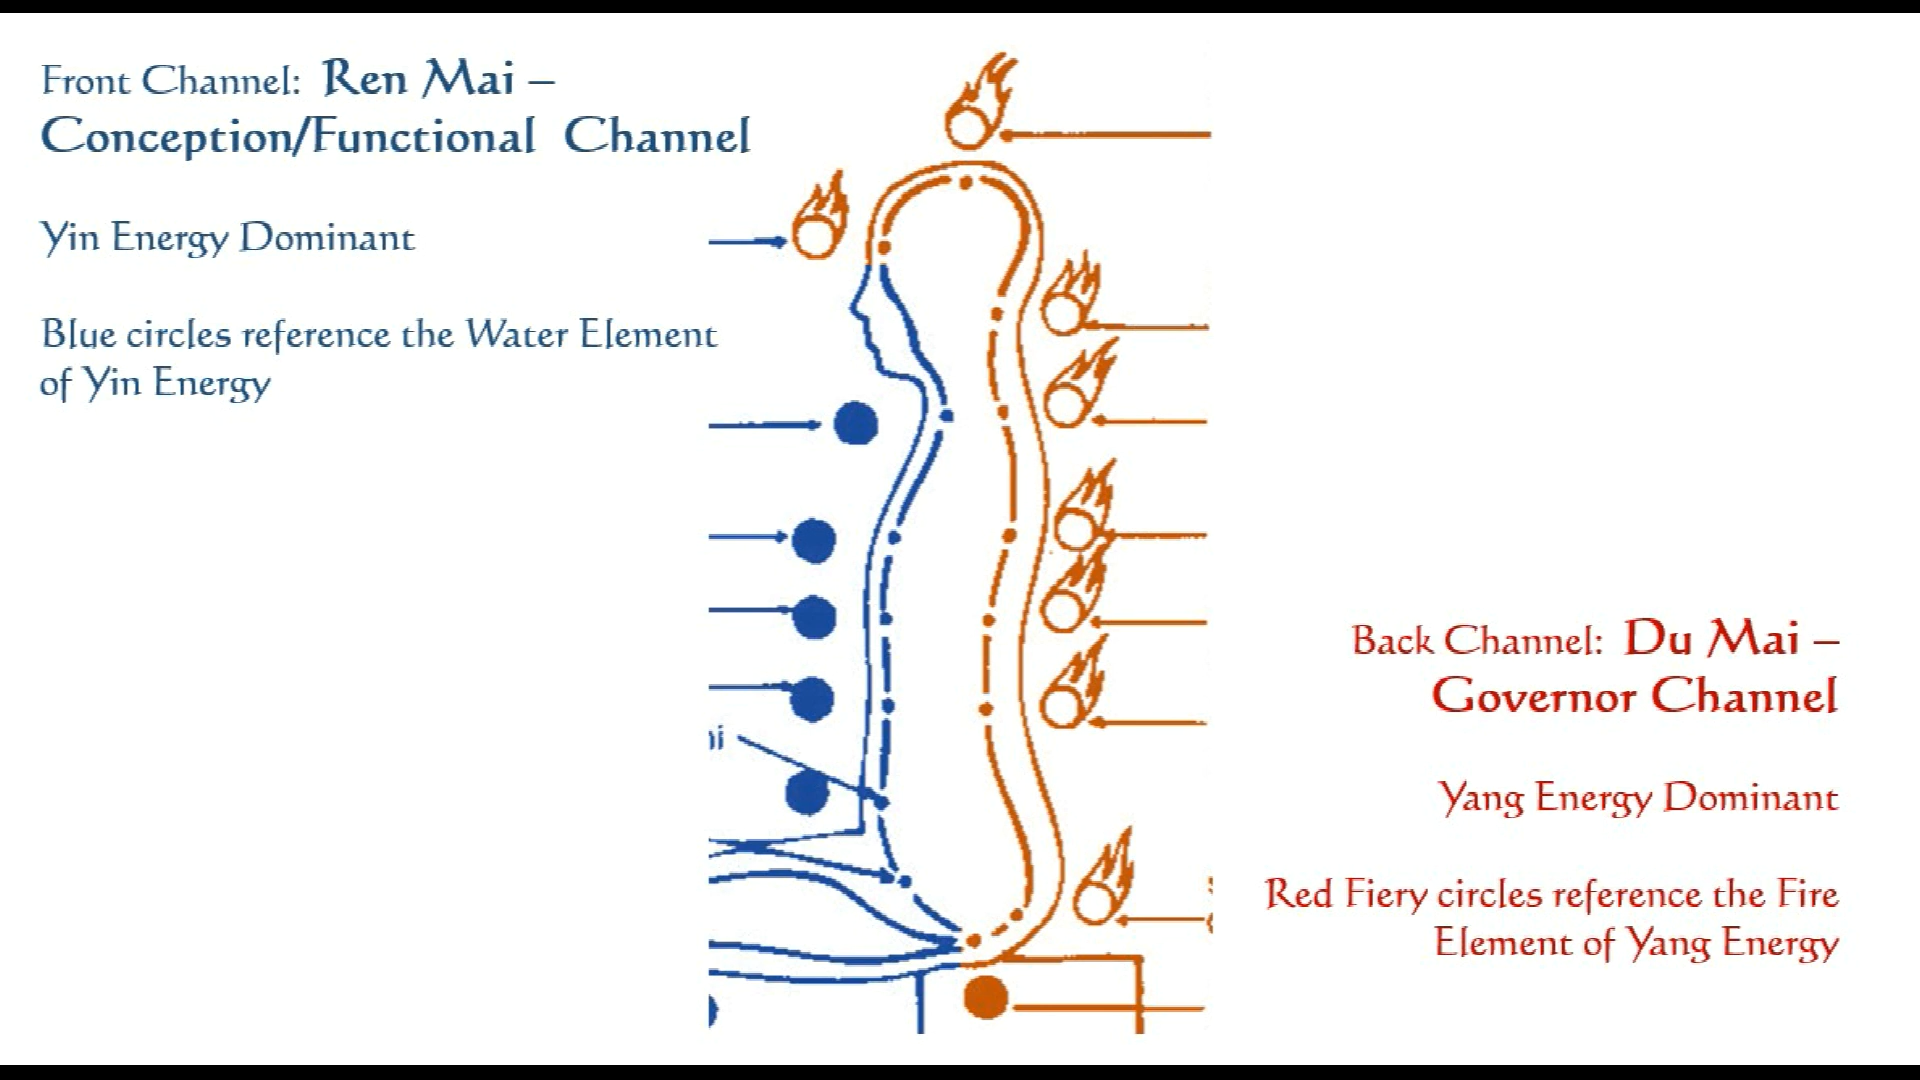 Front Channel: Ren Mai –
Conception/Functional Channel
Yin Energy Dominant
Blue circles reference the Water Element
of Yin Energy
Back Channel: Du Mai –
Governor Channel
Yang Energy Dominant
Red Fiery circles reference the Fire
Element of Yang Energy